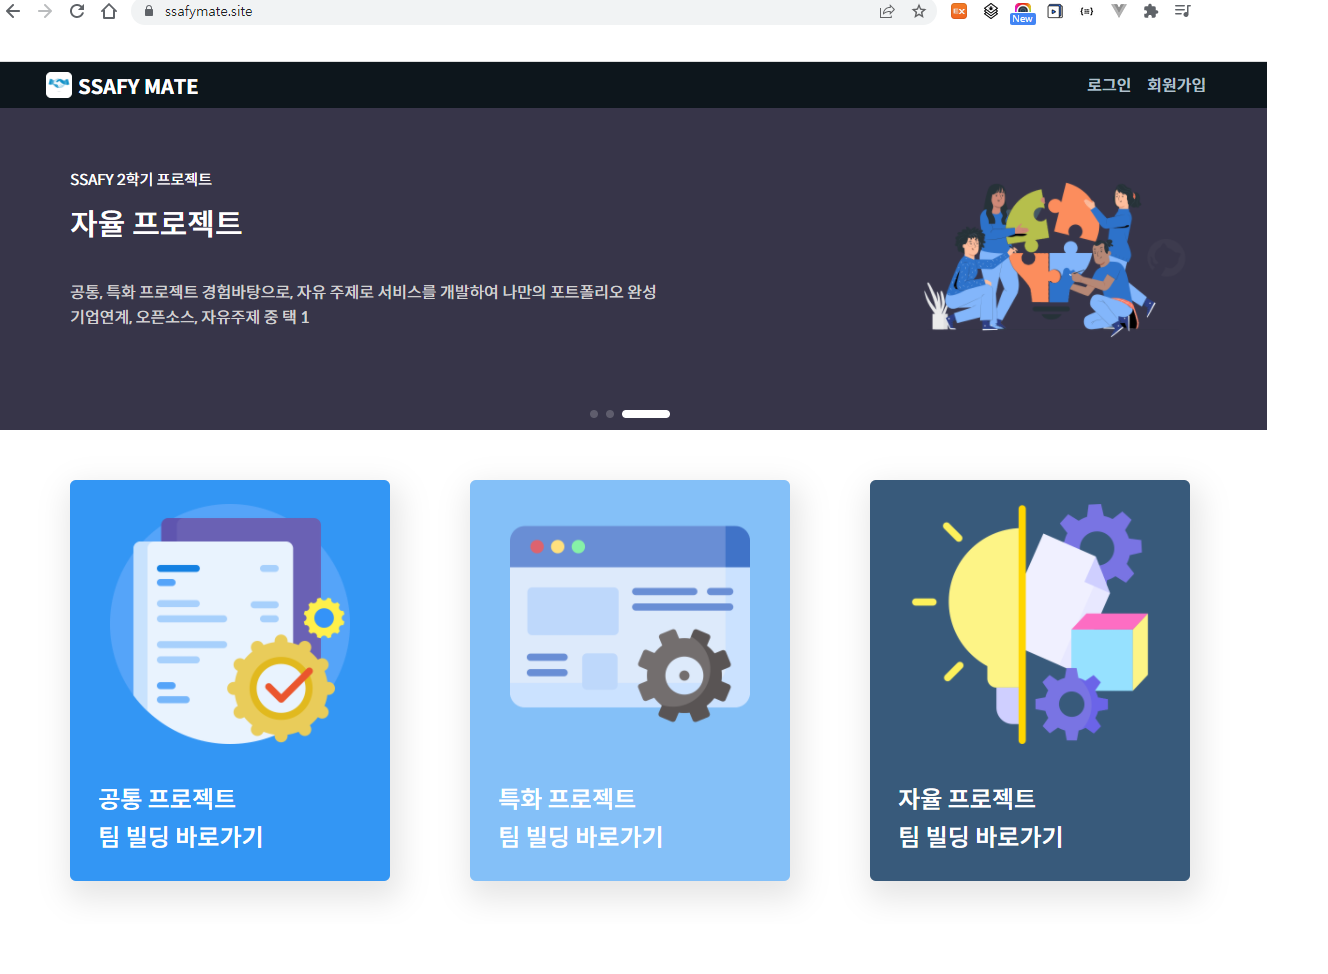 ssafymate.site
New
SSAFY MATE
로그인 회원가입
SSAFY 2학기 프로젝트
자율 프로젝트
공통, 특화 프로젝트 경험바탕으로, 자유 주제로 서비스를 개발하여 나만의 포트폴리오 완성
기업연계, 오픈소스, 자유주제 중 택 1
공통 프로젝트
팀 빌딩 바로가기
특화 프로젝트
팀 빌딩 바로가기
자율 프로젝트
팀 빌딩 바로가기